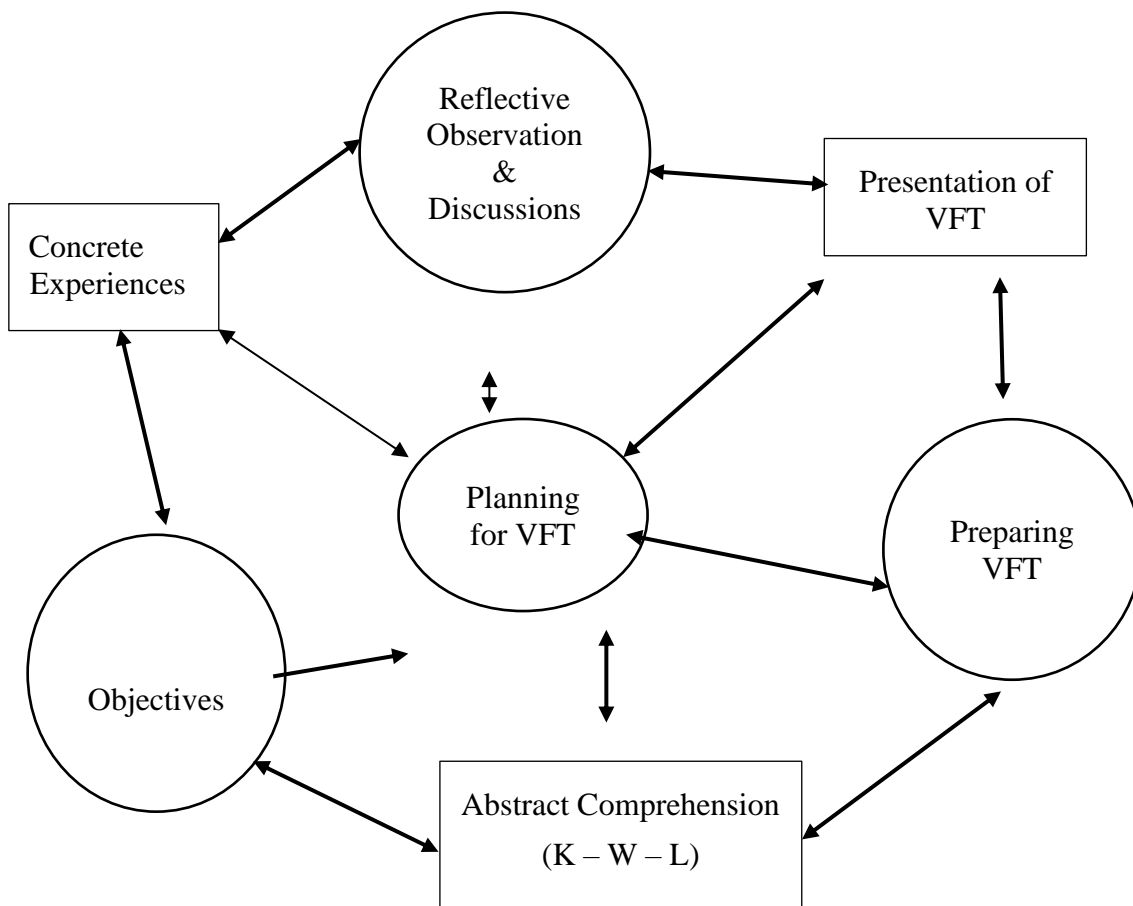 Reflective
Observation
&
Discussions
Presentation of
VFT
Concrete
Experiences
Planning
for VFT
Preparing
VFT
Objectives
Abstract Comprehension
(K – W – L)